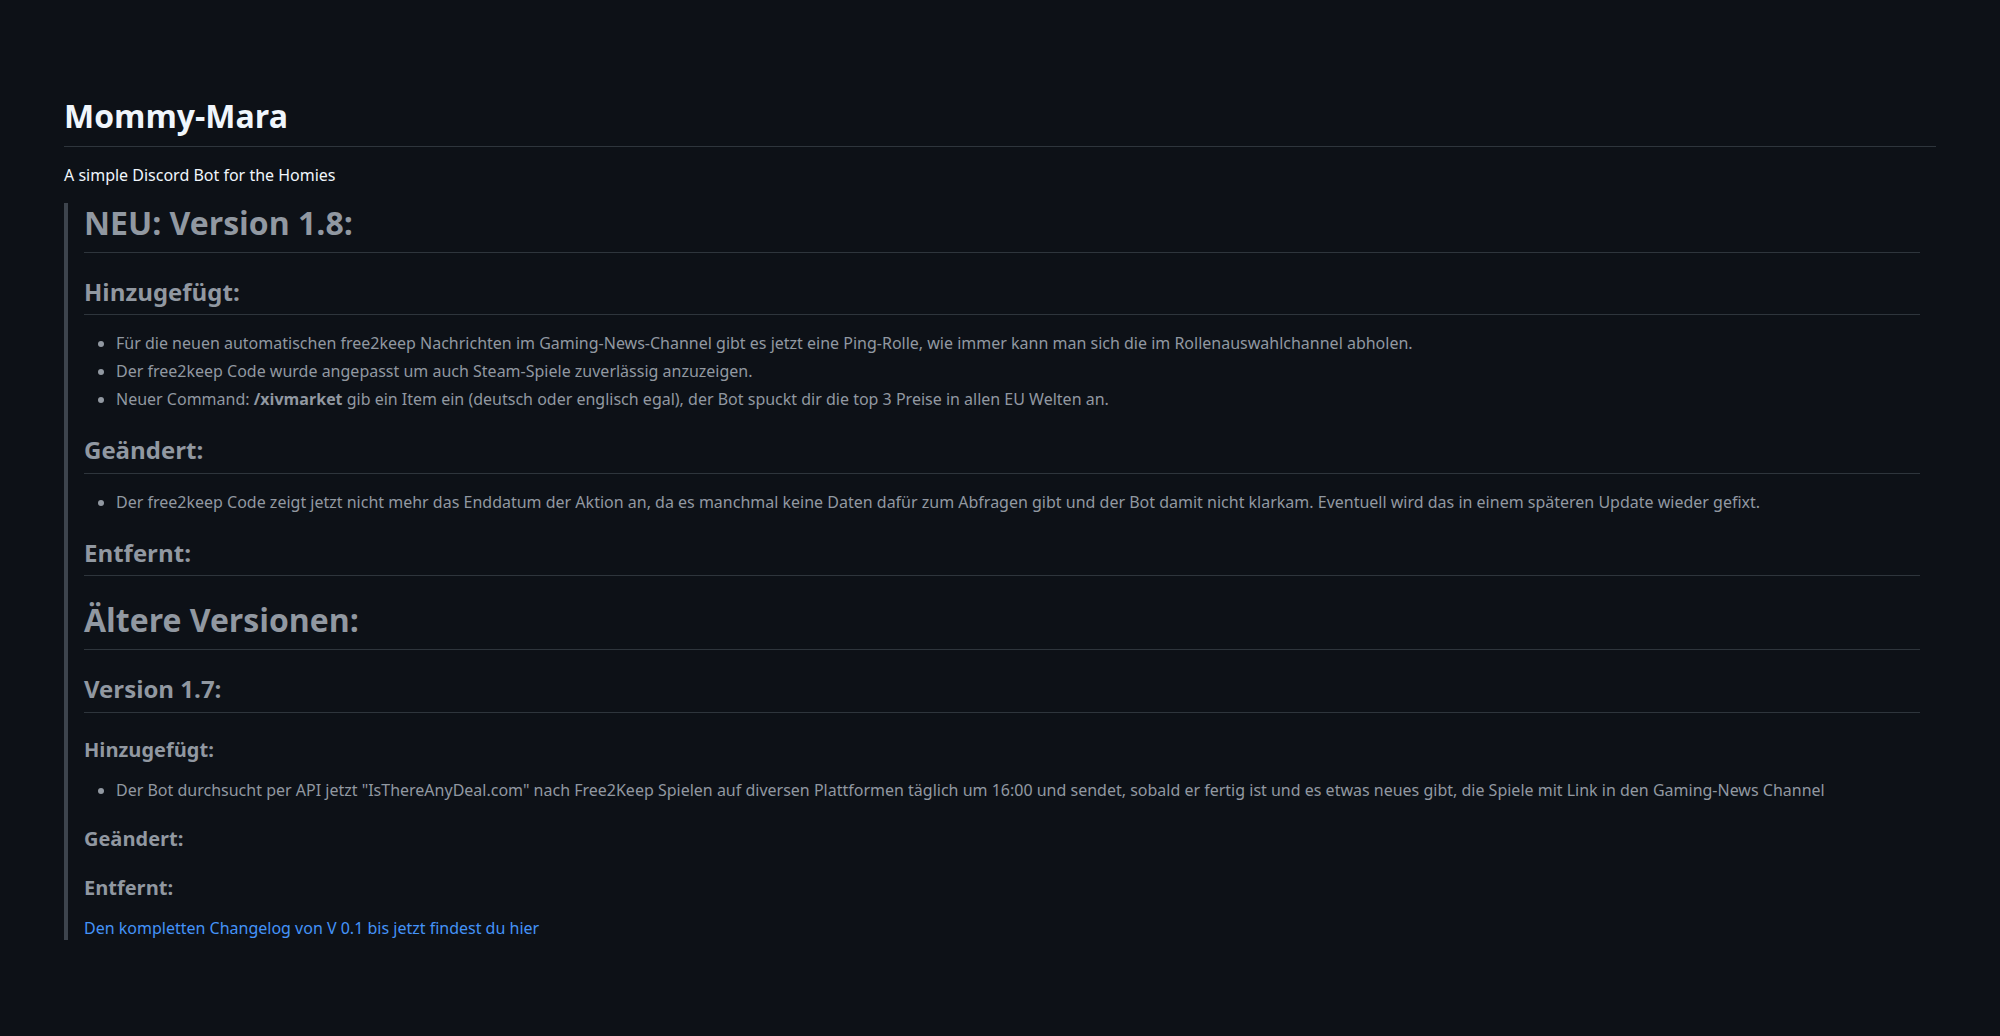 Mommy-Mara
A simple Discord Bot for the Homies
NEU: Version 1.8:
Hinzugefügt:
Für die neuen automatischen free2keep Nachrichten im Gaming-News-Channel gibt es jetzt eine Ping-Rolle, wie immer kann man sich die im Rollenauswahlchannel abholen.
Der free2keep Code wurde angepasst um auch Steam-Spiele zuverlässig anzuzeigen.
Neuer Command: /xivmarket gib ein Item ein (deutsch oder englisch egal), der Bot spuckt dir die top 3 Preise in allen EU Welten an.
Geändert:
Der free2keep Code zeigt jetzt nicht mehr das Enddatum der Aktion an, da es manchmal keine Daten dafür zum Abfragen gibt und der Bot damit nicht klarkam. Eventuell wird das in einem späteren Update wieder gefixt.
Entfernt:
Ältere Versionen:
Version 1.7:
Hinzugefügt:
Der Bot durchsucht per API jetzt "IsThereAnyDeal.com" nach Free2Keep Spielen auf diversen Plattformen täglich um 16:00 und sendet, sobald er fertig ist und es etwas neues gibt, die Spiele mit Link in den Gaming-News Channel
Geändert:
Entfernt:
Den kompletten Changelog von V 0.1 bis jetzt findest du hier